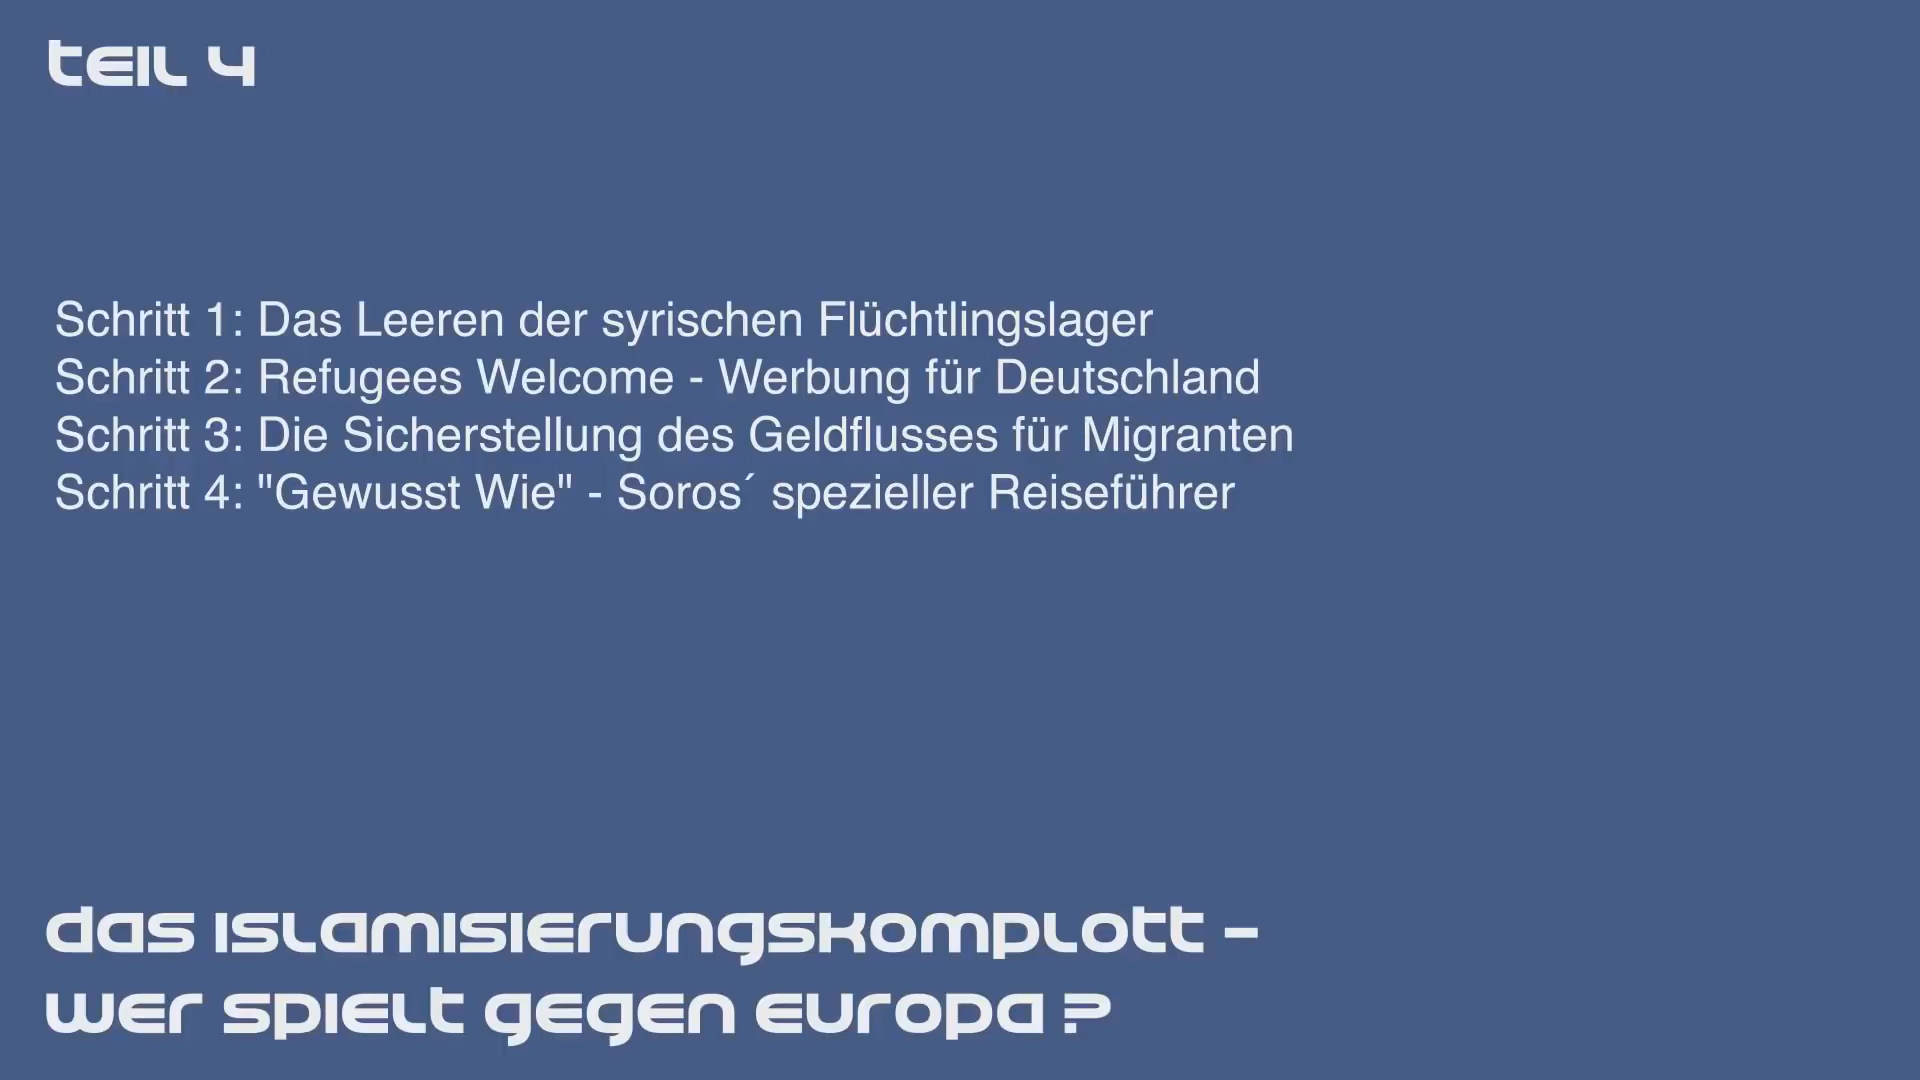 Teil 4
Schritt 1: Das Leeren der syrischen Flüchtlingslager
Schritt 2: Refugees Welcome - Werbung für Deutschland
Schritt 3: Die Sicherstellung des Geldflusses für Migranten
Schritt 4: "Gewusst Wie" - Soros´ spezieller Reiseführer
das Islamisierungskomplott -
wer spielt gegen Europa ?